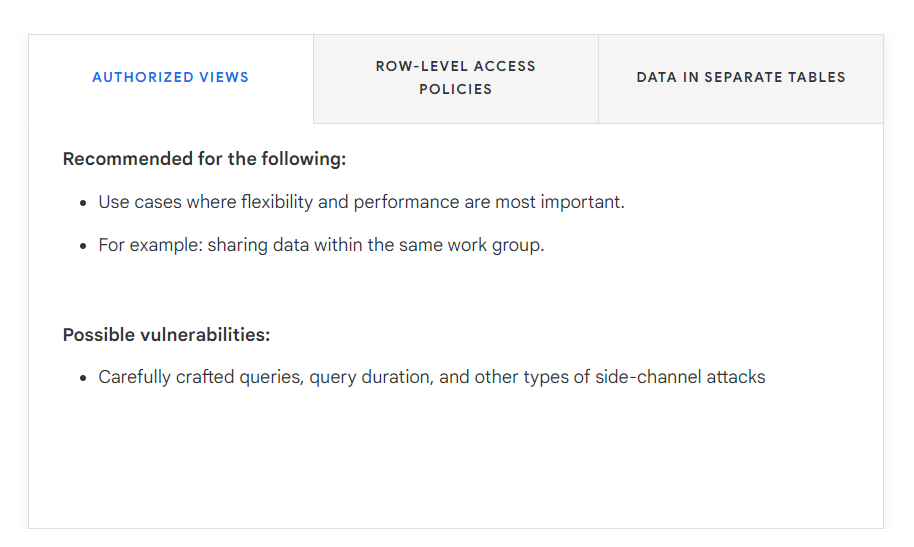 AUTHORIZED VIEWS
ROW-LEVEL ACCESS
POLICIES
DATA IN SEPARATE TABLES
Recommended for the following:
• Use cases where flexibility and performance are most important.
• For example: sharing data within the same work group.
Possible vulnerabilities:
• Carefully crafted queries, query duration, and other types of side-channel attacks